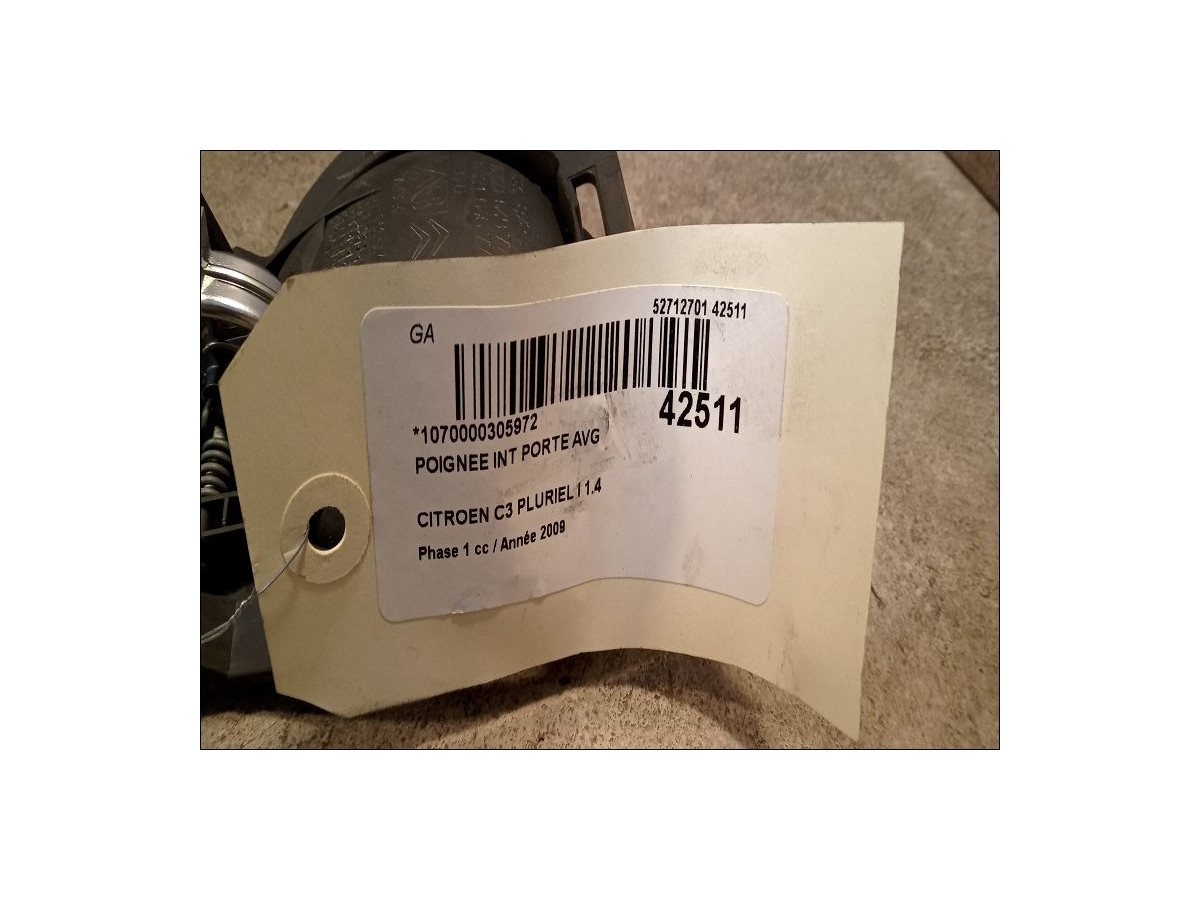 52712701 42511
GA
*1070000305972
42511
POIGNEE INT PORTE AVG
CITROEN C3 PLURIEL I 1.4
Phase 1 cc / Année 2009